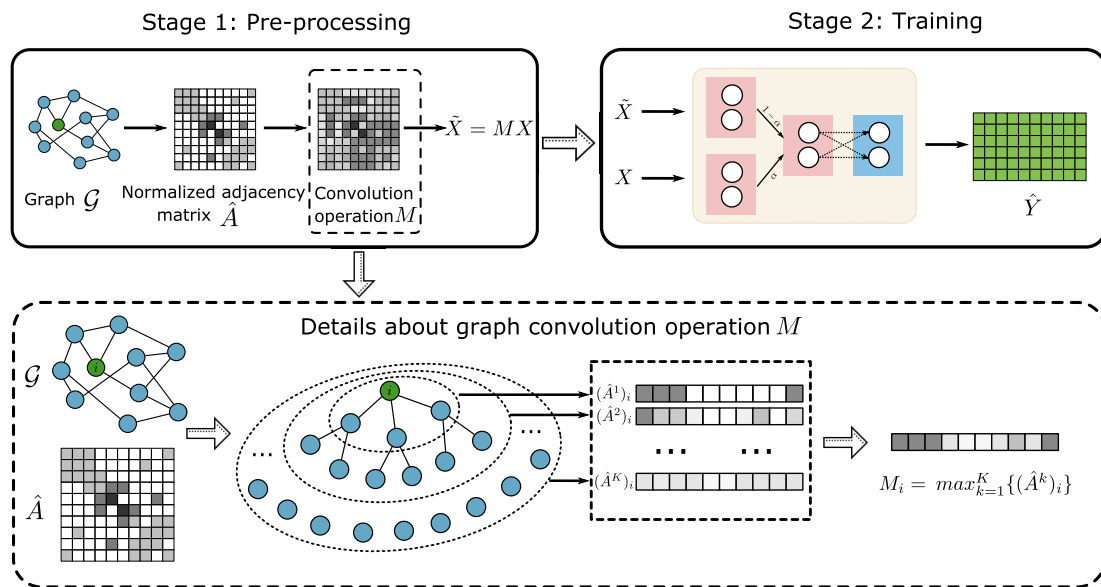 Stage 1: Pre-processing
Stage 2: Training
Graph 𝒢
Normalized adjacency
matrix Â
Convolution
operation M
X̃ = MX
X̃
X
1 − α
α
Ŷ
Details about graph convolution operation M
𝒢
i
Â
i
...
...
(Â¹)ᵢ
(Â²)ᵢ
... ...
(Âᴷ)ᵢ
Mᵢ = max_{k=1}^{K}{(Âᵏ)ᵢ}